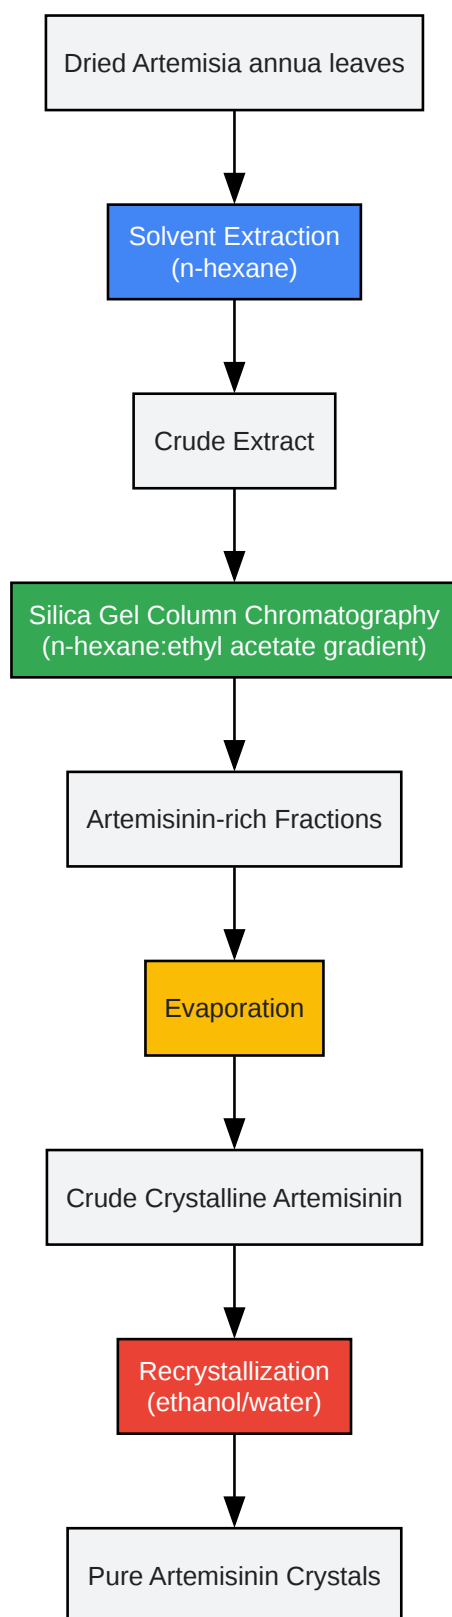 Dried Artemisia annua leaves
Solvent Extraction
(n-hexane)
Crude Extract
Silica Gel Column Chromatography
(n-hexane:ethyl acetate gradient)
Artemisinin-rich Fractions
Evaporation
Crude Crystalline Artemisinin
Recrystallization
(ethanol/water)
Pure Artemisinin Crystals